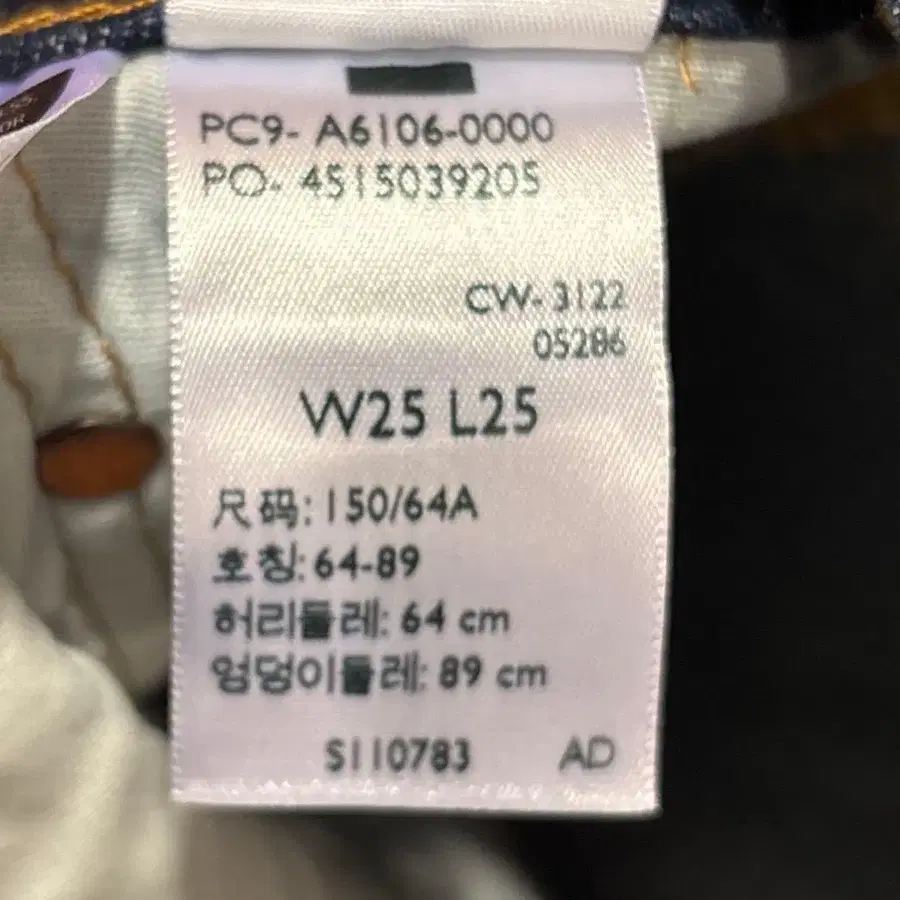 PC9- A6106-0000
PO- 4515039205
CW- 3122
05286
W25 L25
尺码: 150/64A
호칭: 64-89
허리둘레: 64 cm
엉덩이둘레: 89 cm
S110783 AD